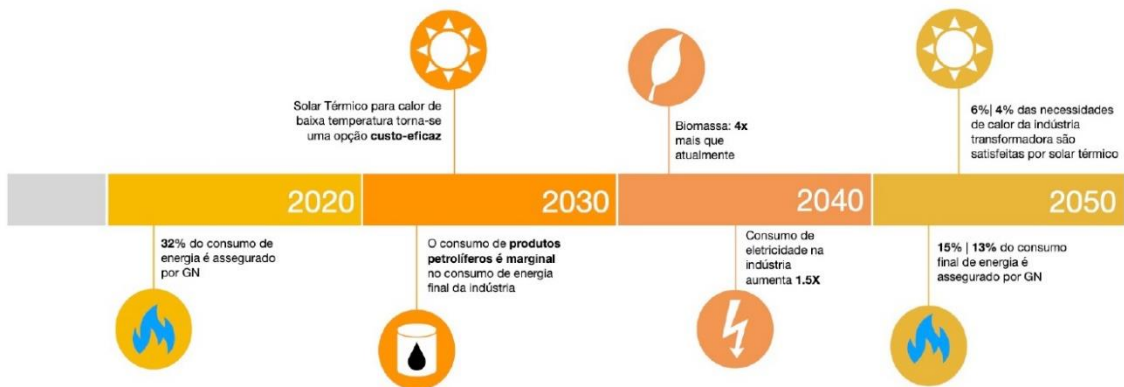 Solar Térmico para calor de
baixa temperatura torna-se
uma opção custo-eficaz
Biomassa: 4x
mais que
atualmente
6%| 4% das necessidades
de calor da indústria
transformadora são
satisfeitas por solar térmico
2020
2030
2040
2050
32% do consumo de
energia é assegurado
por GN
O consumo de produtos
petrolíferos é marginal
no consumo de energia
final da indústria
Consumo de
eletricidade na
indústria
aumenta 1.5X
15% | 13% do consumo
final de energia é
assegurado por GN